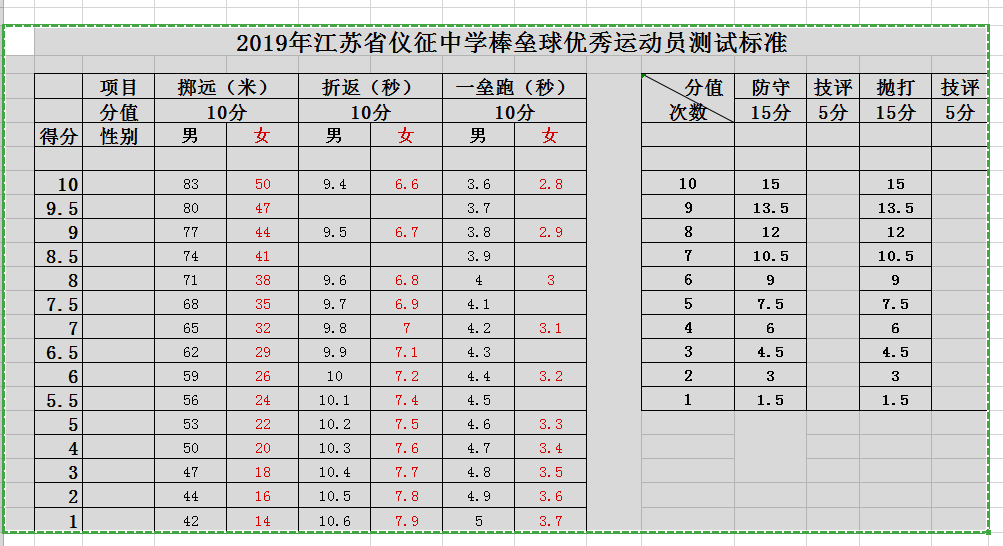 2019年江苏省仪征中学棒垒球优秀运动员测试标准
项目 掷远（米） 折返（秒） 一垒跑（秒） 分值 防守 技评 抛打 技评
分值 10分 10分 10分 次数 15分 5分 15分 5分
得分 性别 男 女 男 女 男 女
10 83 50 9.4 6.6 3.6 2.8 10 15 15
9.5 80 47 3.7 9 13.5 13.5
9 77 44 9.5 6.7 3.8 2.9 8 12 12
8.5 74 41 3.9 7 10.5 10.5
8 71 38 9.6 6.8 4 3 6 9 9
7.5 68 35 9.7 6.9 4.1 5 7.5 7.5
7 65 32 9.8 7 4.2 3.1 4 6 6
6.5 62 29 9.9 7.1 4.3 3 4.5 4.5
6 59 26 10 7.2 4.4 3.2 2 3 3
5.5 56 24 10.1 7.4 4.5 1 1.5 1.5
5 53 22 10.2 7.5 4.6 3.3
4 50 20 10.3 7.6 4.7 3.4
3 47 18 10.4 7.7 4.8 3.5
2 44 16 10.5 7.8 4.9 3.6
1 42 14 10.6 7.9 5 3.7